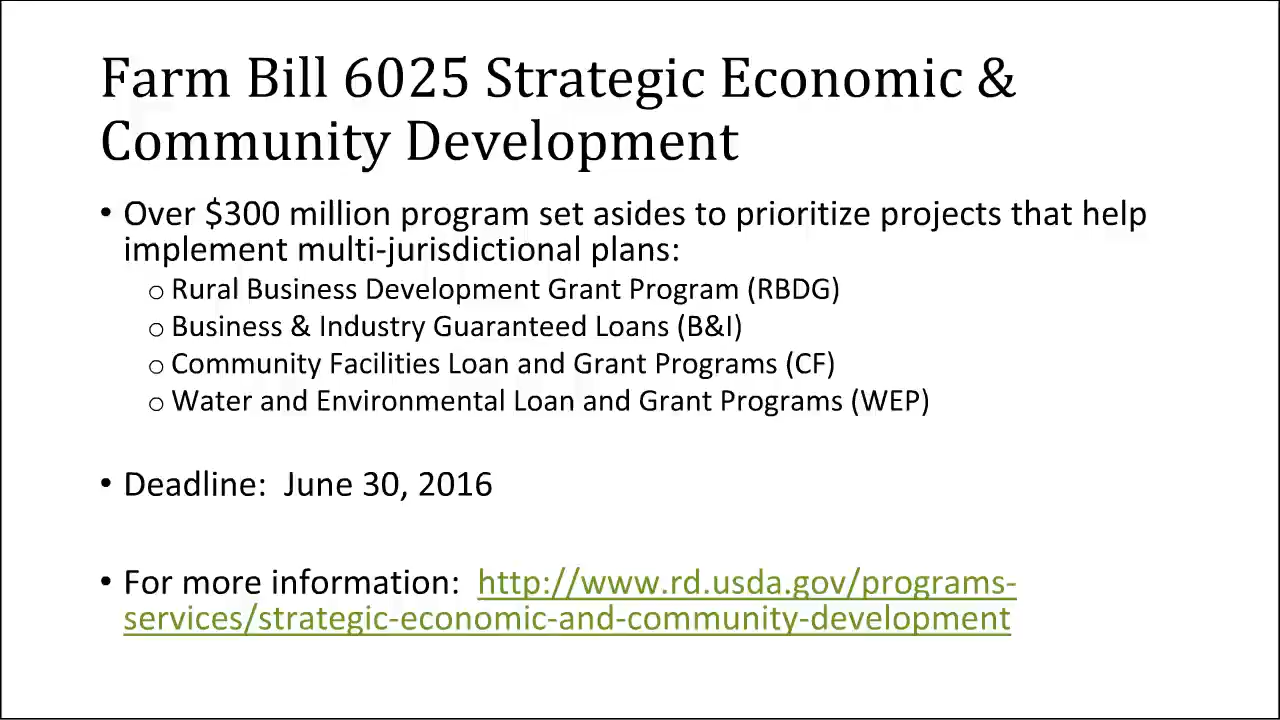 Farm Bill 6025 Strategic Economic &
Community Development
• Over $300 million program set asides to prioritize projects that help
implement multi-jurisdictional plans:
o Rural Business Development Grant Program (RBDG)
o Business & Industry Guaranteed Loans (B&I)
o Community Facilities Loan and Grant Programs (CF)
o Water and Environmental Loan and Grant Programs (WEP)
• Deadline:  June 30, 2016
• For more information:  http://www.rd.usda.gov/programs-
services/strategic-economic-and-community-development